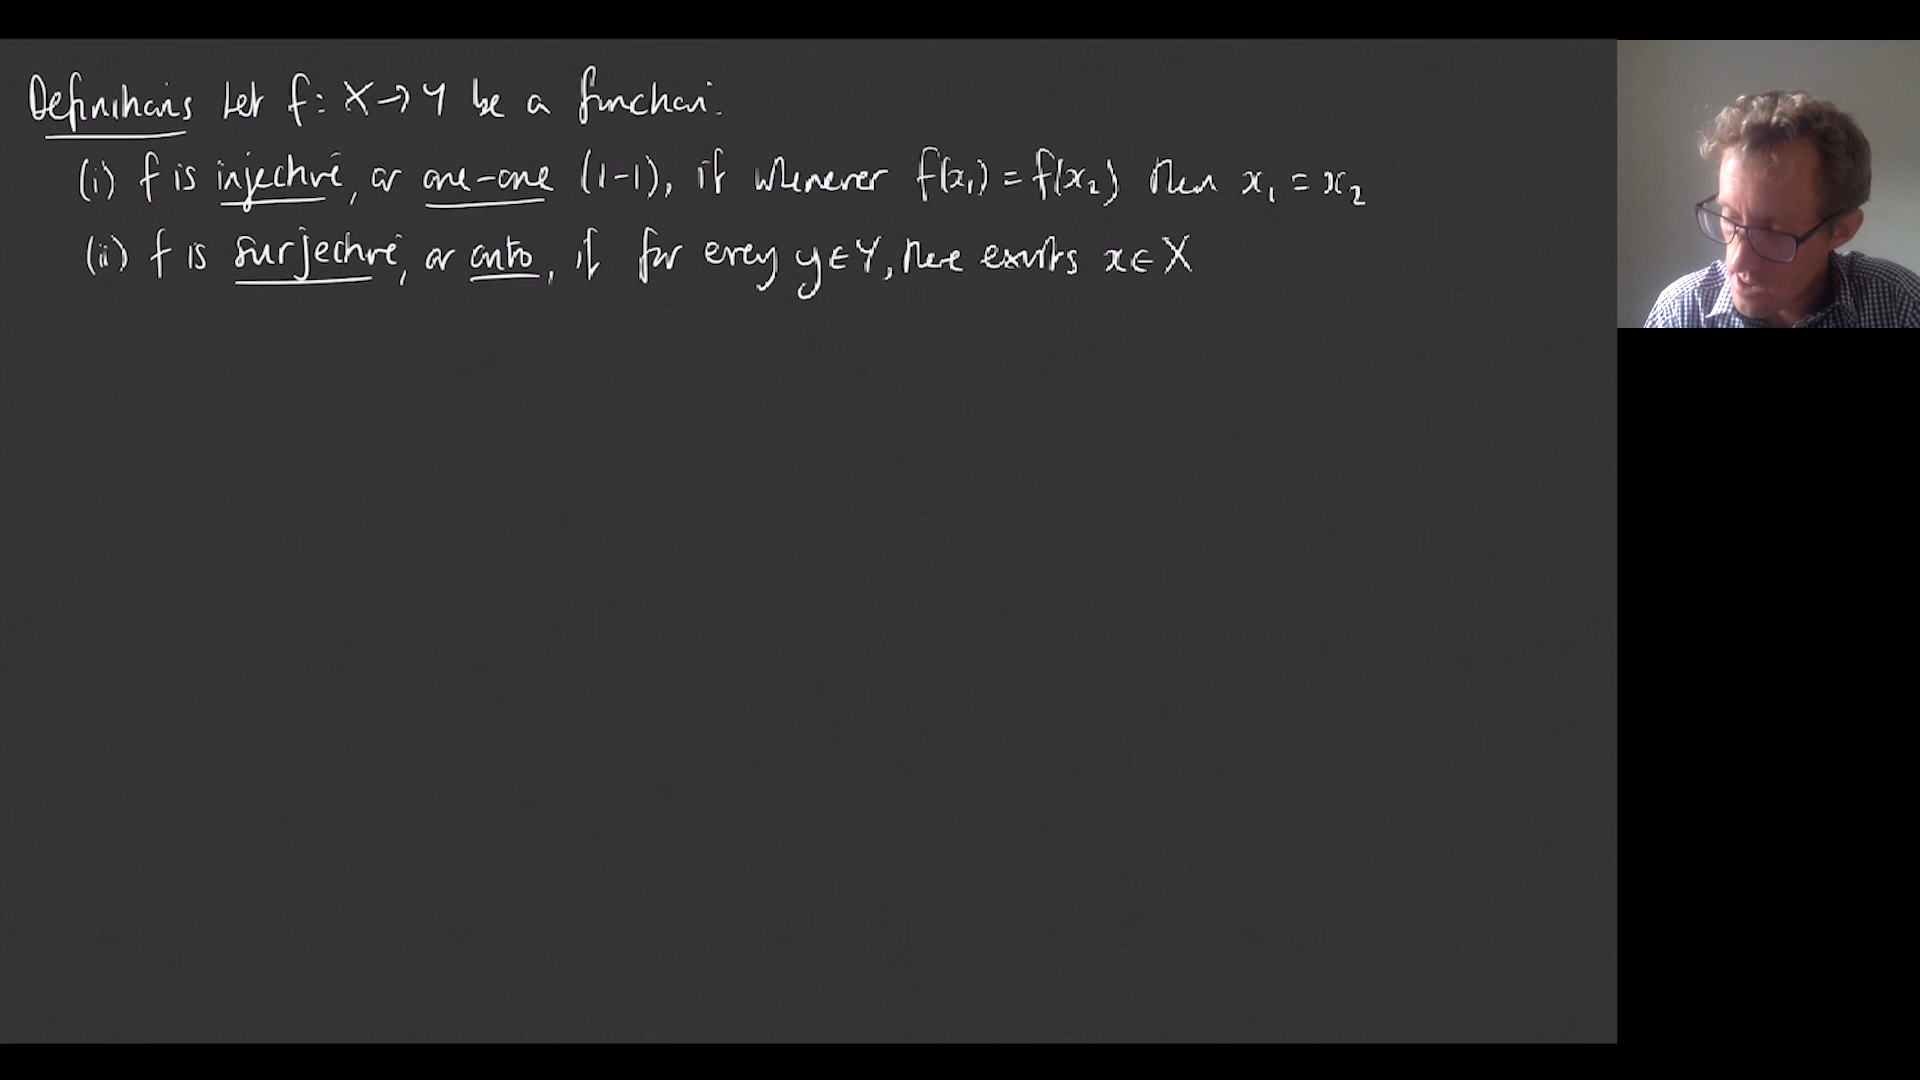 Definitions Let f: X → Y be a function.
(i) f is injective, or one-one (1-1), if whenever f(x₁) = f(x₂) then x₁ = x₂
(ii) f is surjective, or onto, if for every y ∈ Y, there exists x ∈ X